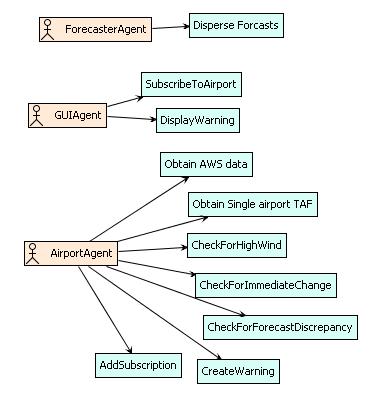 ForecasterAgent
Disperse Forcasts
SubscribeToAirport
GUIAgent
DisplayWarning
Obtain AWS data
Obtain Single airport TAF
AirportAgent
CheckForHighWind
CheckForImmediateChange
CheckForForecastDiscrepancy
AddSubscription
CreateWarning